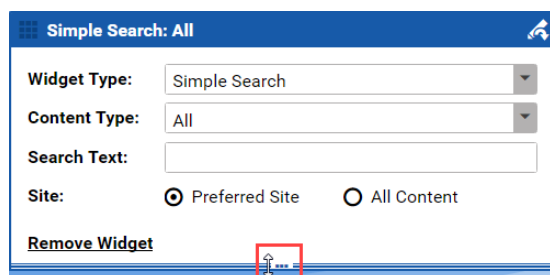 Simple Search: All
Widget Type: Simple Search
Content Type: All
Search Text:
Site: Preferred Site All Content
Remove Widget